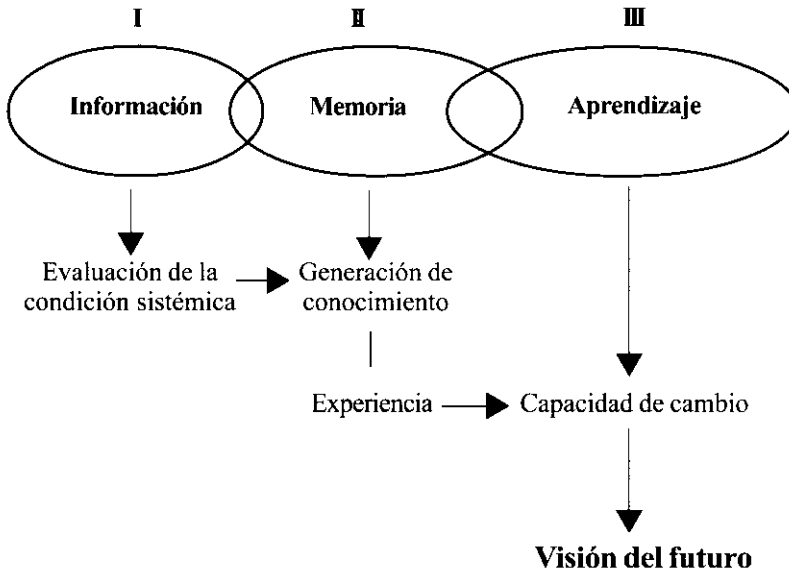 I II III
Información Memoria Aprendizaje
Evaluación de la Generación de
condición sistémica conocimiento
Experiencia Capacidad de cambio
Visión del futuro